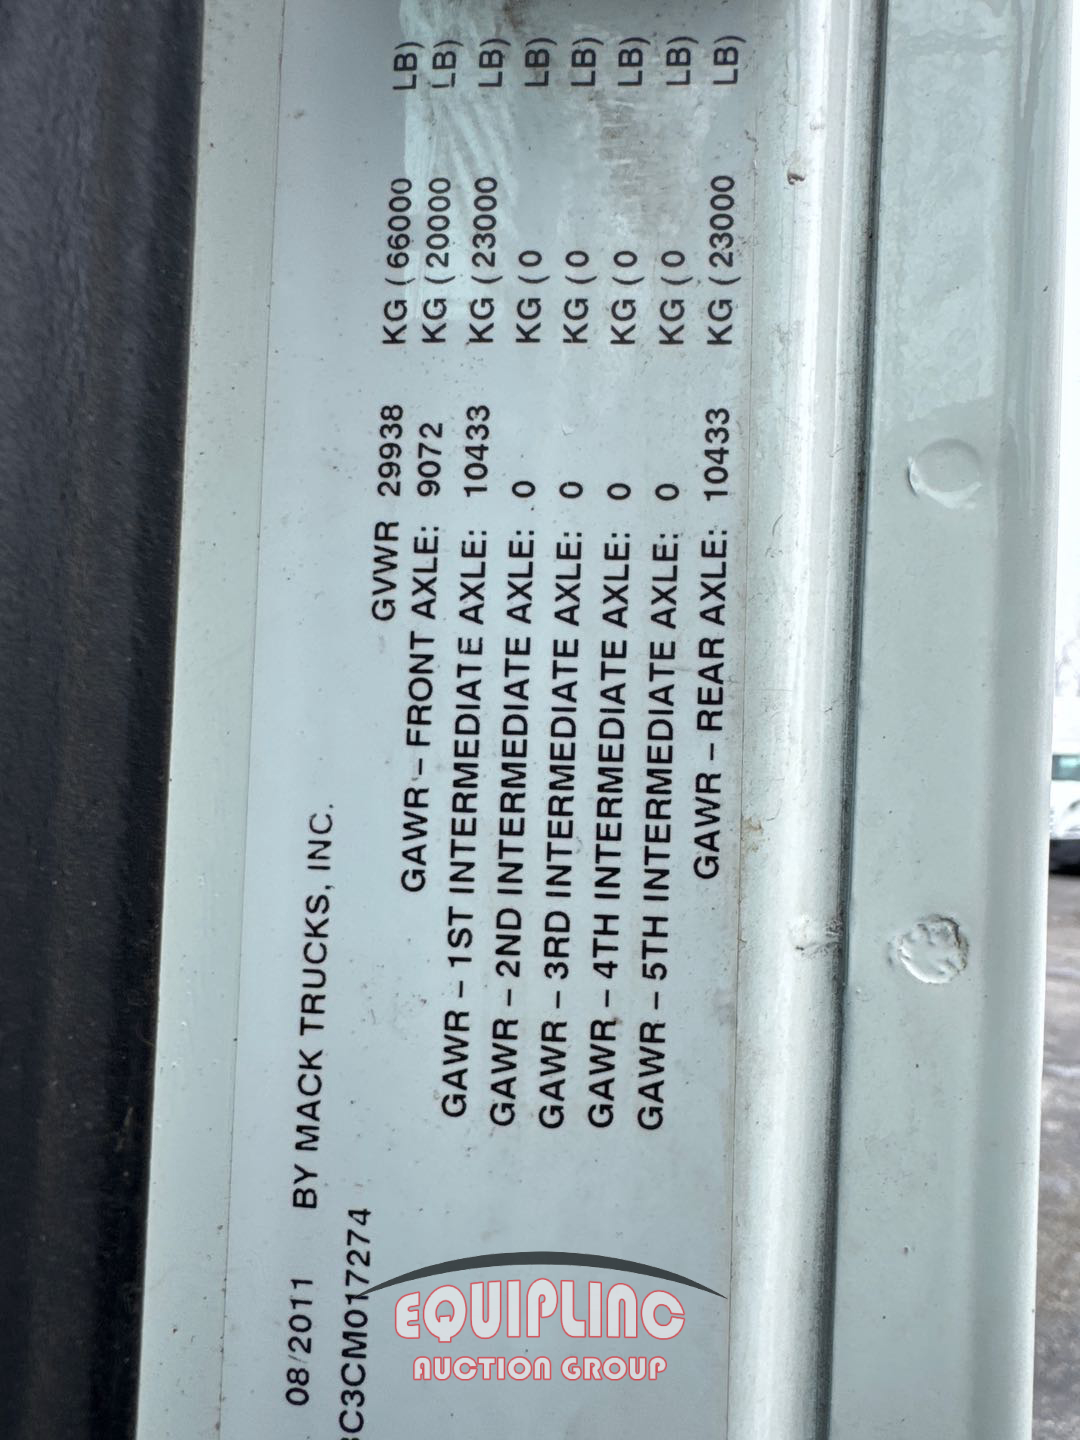 08/2011 BY MACK TRUCKS, INC.
C3CM017274
GVWR 29938 KG (66000 LB)
GAWR – FRONT AXLE: 9072 KG (20000 LB)
GAWR – 1ST INTERMEDIATE AXLE: 10433 KG (23000 LB)
GAWR – 2ND INTERMEDIATE AXLE: 0 KG (0 LB)
GAWR – 3RD INTERMEDIATE AXLE: 0 KG (0 LB)
GAWR – 4TH INTERMEDIATE AXLE: 0 KG (0 LB)
GAWR – 5TH INTERMEDIATE AXLE: 0 KG (0 LB)
GAWR – REAR AXLE: 10433 KG (23000 LB)
EQUIPLINC
AUCTION GROUP